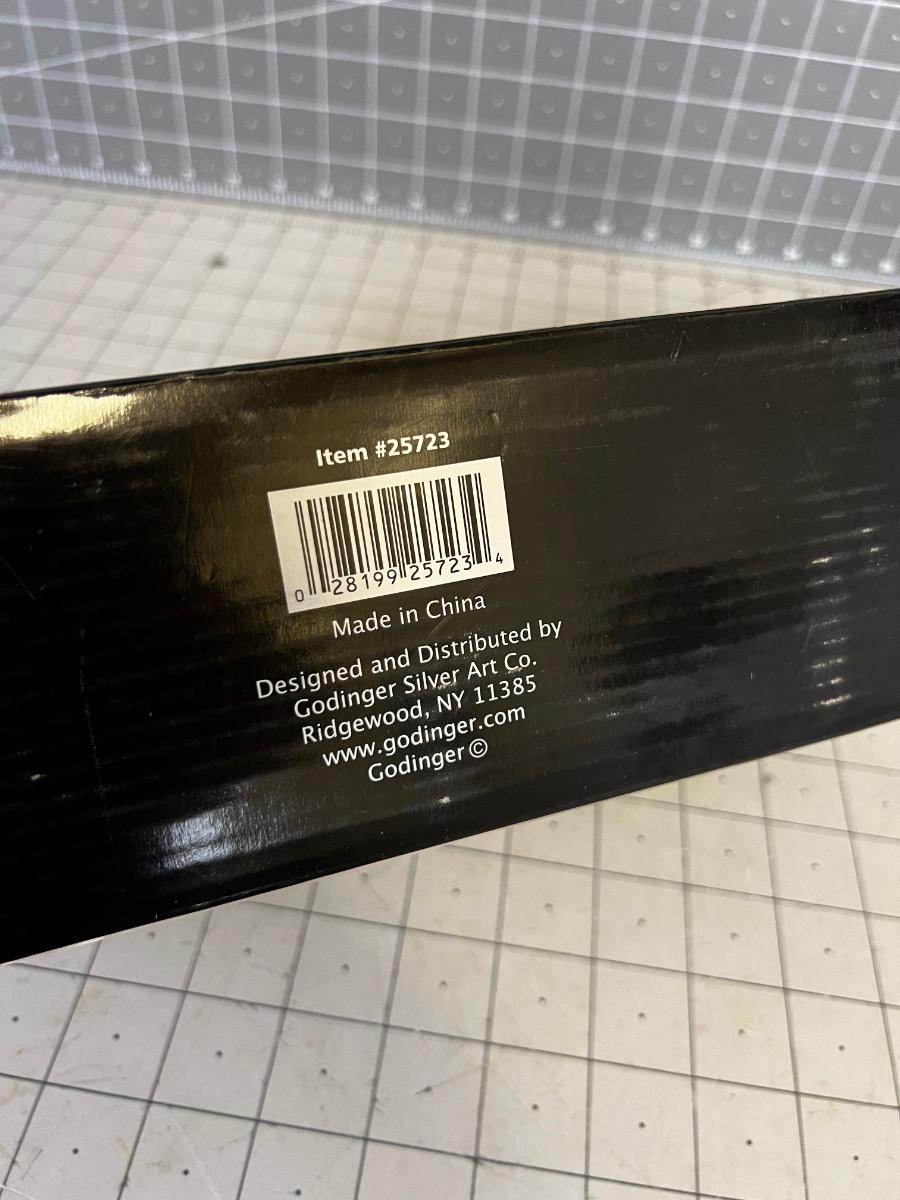 Item #25723
0 28199 25723 4
Made in China
Designed and Distributed by
Godinger Silver Art Co.
Ridgewood, NY 11385
www.godinger.com
Godinger ©